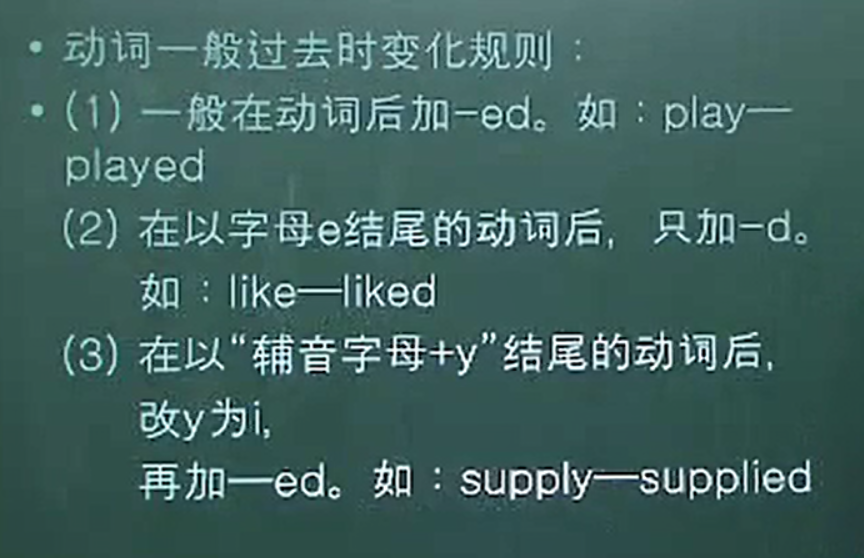 • 动词一般过去时变化规则：
• (1) 一般在动词后加-ed。如：play—
played
(2) 在以字母e结尾的动词后，只加-d。
如：like—liked
(3) 在以“辅音字母+y”结尾的动词后，
改y为i,
再加—ed。如：supply—supplied